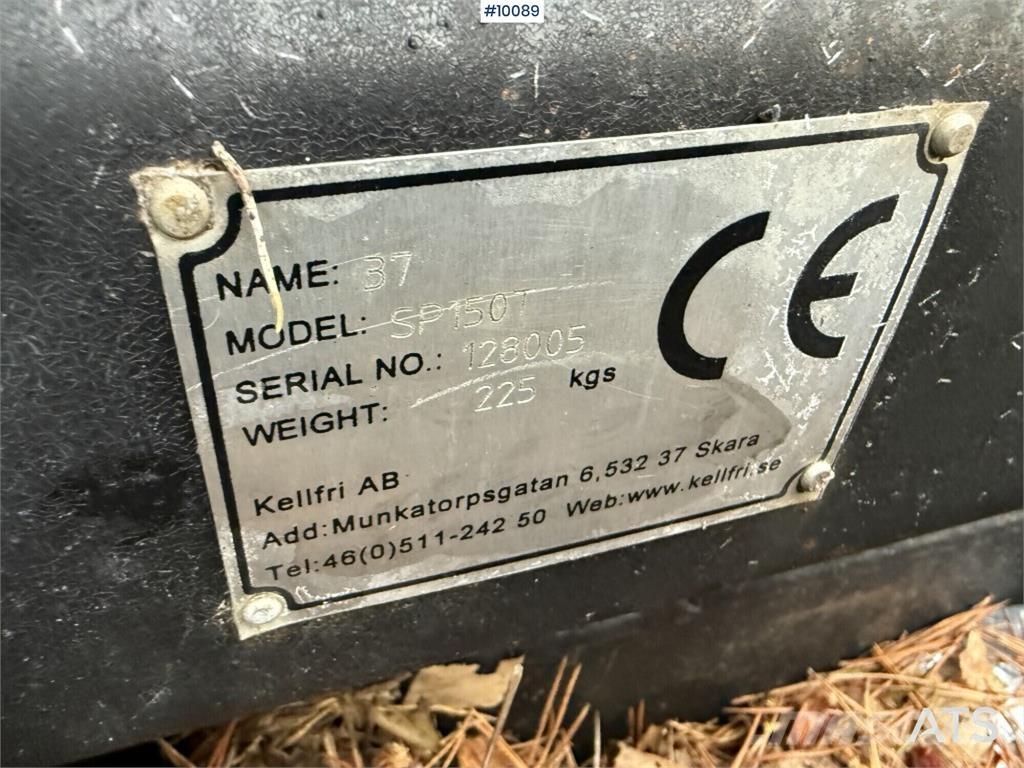 #10089
NAME: 37
MODEL: SP150T
SERIAL NO.: 128005
WEIGHT: 225 kgs
CE
Kellfri AB
Add:Munkatorpsgatan 6,532 37 Skara
Tel:46(0)511-242 50 Web:www.kellfri.se
ATS